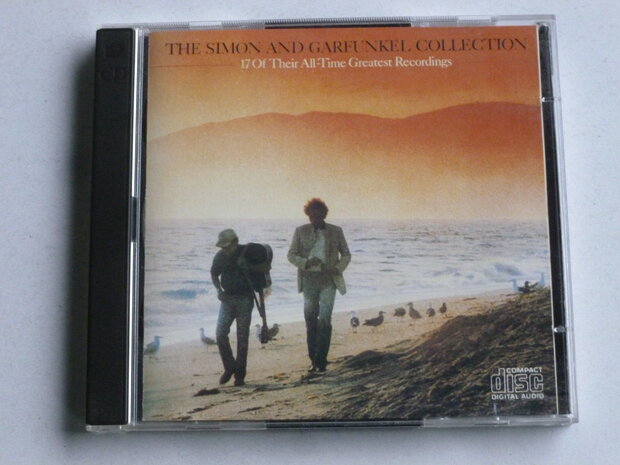 THE SIMON AND GARFUNKEL COLLECTION
17 Of Their All-Time Greatest Recordings
COMPACT
disc
DIGITAL AUDIO